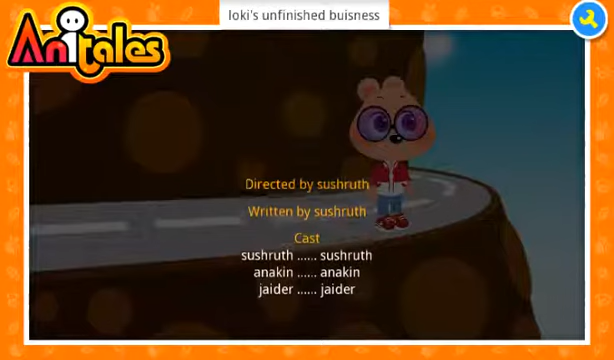 loki's unfinished buisness
Anitales
Directed by sushruth
Written by sushruth
Cast
sushruth ...... sushruth
anakin ...... anakin
jaider ...... jaider